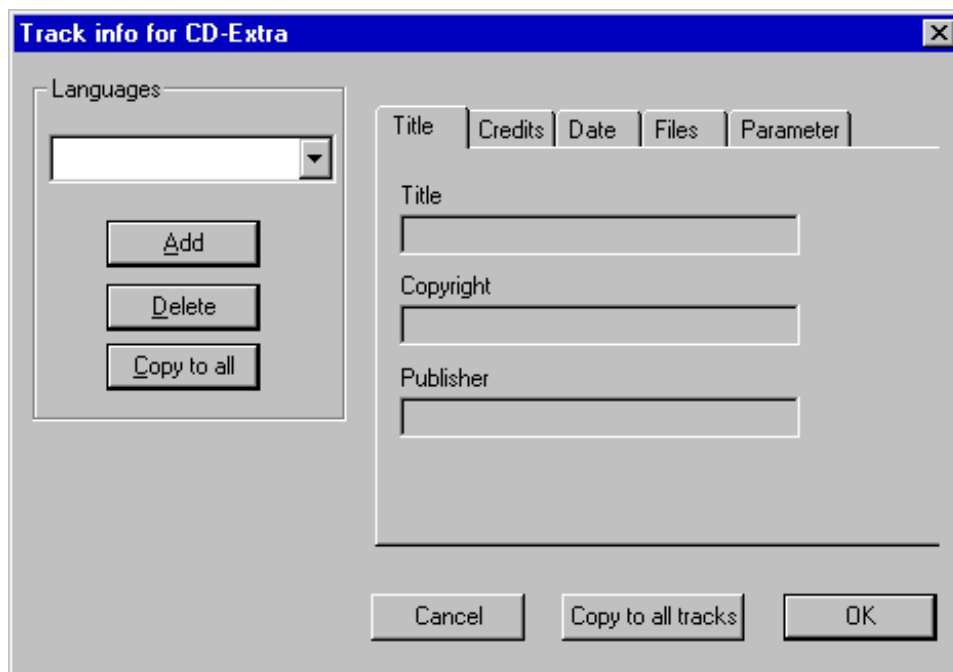 Track info for CD-Extra
Languages
Add
Delete
Copy to all
Title Credits Date Files Parameter
Title
Copyright
Publisher
Cancel Copy to all tracks OK